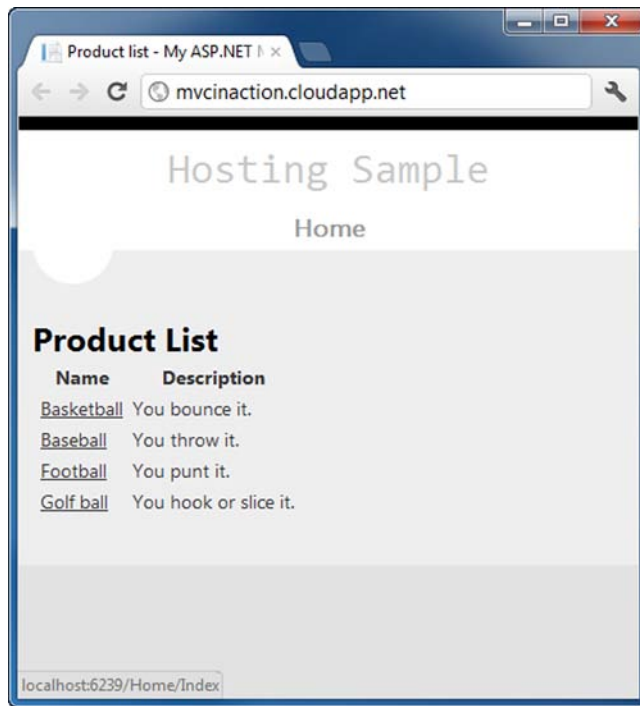 Product list - My ASP.NET M
mvcinaction.cloudapp.net
Hosting Sample
Home
Product List
Name Description
Basketball You bounce it.
Baseball You throw it.
Football You punt it.
Golf ball You hook or slice it.
localhost:6239/Home/Index